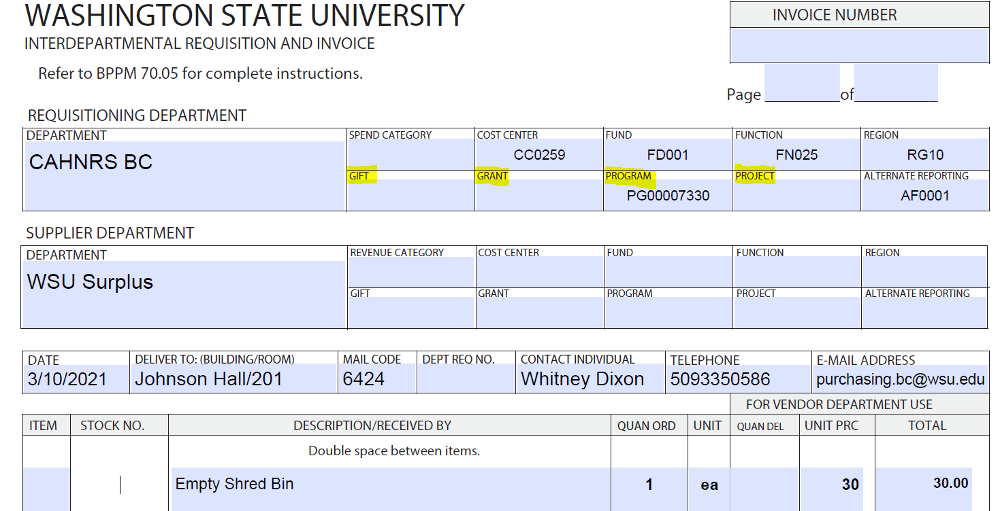 WASHINGTON STATE UNIVERSITY
INVOICE NUMBER
INTERDEPARTMENTAL REQUISITION AND INVOICE
Refer to BPPM 70.05 for complete instructions.
Page of
REQUISITIONING DEPARTMENT
DEPARTMENT SPEND CATEGORY COST CENTER FUND FUNCTION REGION
CAHNRS BC CC0259 FD001 FN025 RG10
GIFT GRANT PROGRAM PROJECT ALTERNATE REPORTING
PG00007330 AF0001
SUPPLIER DEPARTMENT
DEPARTMENT REVENUE CATEGORY COST CENTER FUND FUNCTION REGION
WSU Surplus
GIFT GRANT PROGRAM PROJECT ALTERNATE REPORTING
DATE DELIVER TO: (BUILDING/ROOM) MAIL CODE DEPT REQ NO. CONTACT INDIVIDUAL TELEPHONE E-MAIL ADDRESS
3/10/2021 Johnson Hall/201 6424 Whitney Dixon 5093350586 purchasing.bc@wsu.edu
FOR VENDOR DEPARTMENT USE
ITEM STOCK NO. DESCRIPTION/RECEIVED BY QUAN ORD UNIT QUAN DEL UNIT PRC TOTAL
Double space between items.
Empty Shred Bin 1 ea 30 30.00